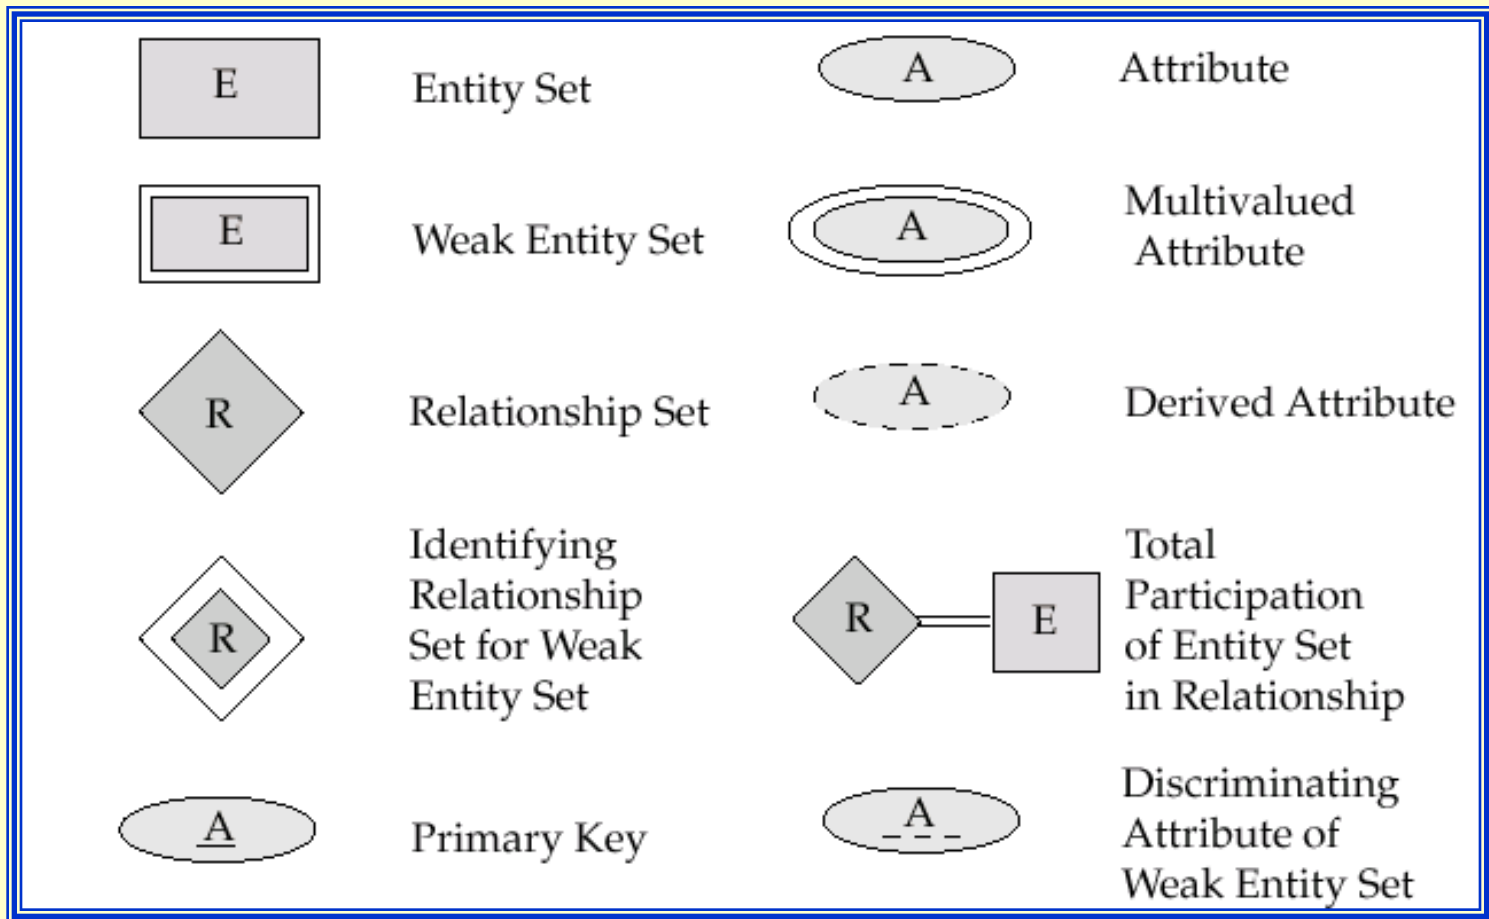 E
Entity Set
A
Attribute
E
Weak Entity Set
A
Multivalued
Attribute
R
Relationship Set
A
Derived Attribute
R
Identifying
Relationship
Set for Weak
Entity Set
R
E
Total
Participation
of Entity Set
in Relationship
A
Primary Key
A
Discriminating
Attribute of
Weak Entity Set